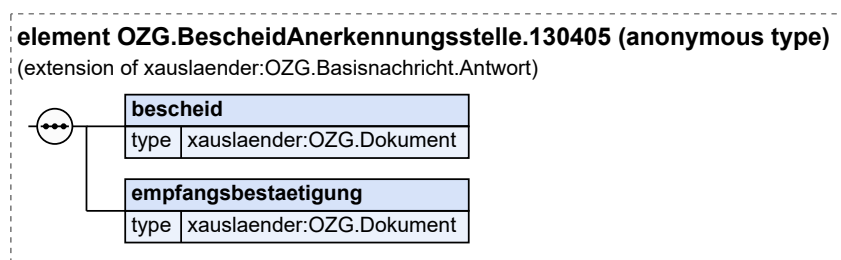 element OZG.BescheidAnerkennungsstelle.130405 (anonymous type)
(extension of xauslaender:OZG.Basisnachricht.Antwort)
bescheid
type xauslaender:OZG.Dokument
empfangsbestaetigung
type xauslaender:OZG.Dokument